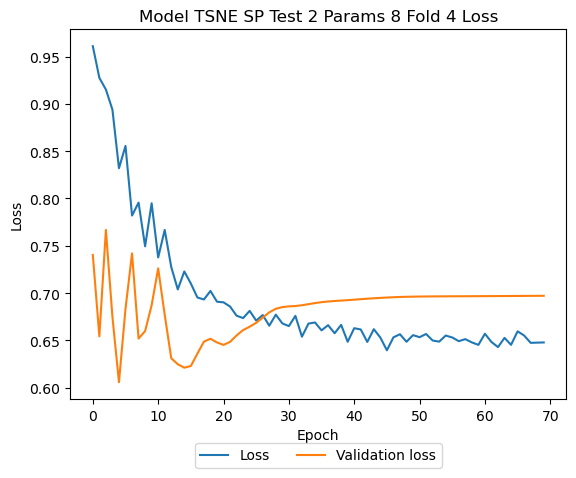 Model TSNE SP Test 2 Params 8 Fold 4 Loss
0.95
0.90
0.85
0.80
0.75
0.70
0.65
0.60
Loss
0 10 20 30 40 50 60 70
Epoch
Loss Validation loss